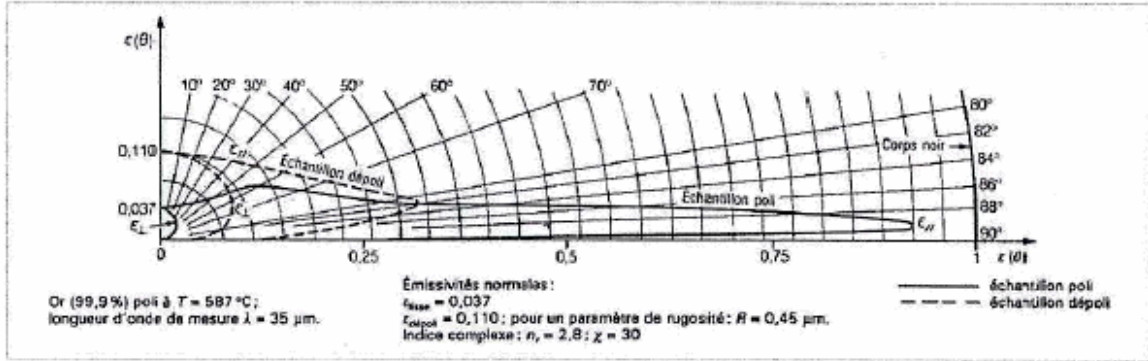 ε(θ)
10° 20° 30° 40° 50° 60° 70°
80°
82°
Corps noir
84°
86°
88°
90°
0,110
0,037
ε⊥
ε//
Échantillon dépoli
ε⊥
Échantillon poli
ε//
0 0,25 0,5 0,75 1
ε(θ)
Or (99,9 %) poli à T = 587 °C ;
longueur d'onde de mesure λ = 35 μm.
Émissivités normales :
ε lisse = 0,037
ε dépoli = 0,110 ; pour un paramètre de rugosité : R = 0,45 μm.
Indice complexe : nr = 2,8 ; χ = 30
échantillon poli
échantillon dépoli